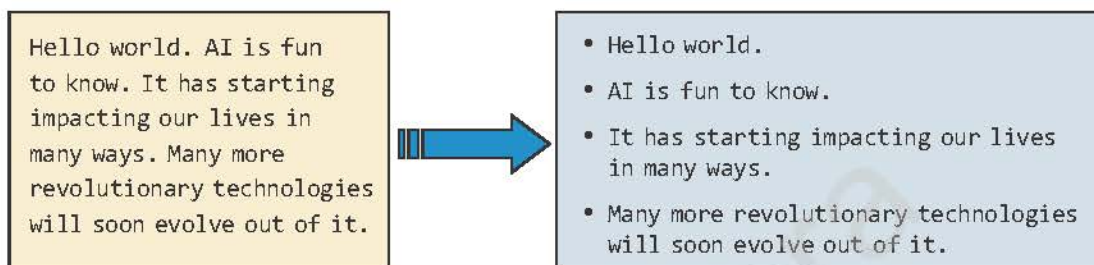 Hello world. AI is fun
to know. It has starting
impacting our lives in
many ways. Many more
revolutionary technologies
will soon evolve out of it.
• Hello world.
• AI is fun to know.
• It has starting impacting our lives
in many ways.
• Many more revolutionary technologies
will soon evolve out of it.